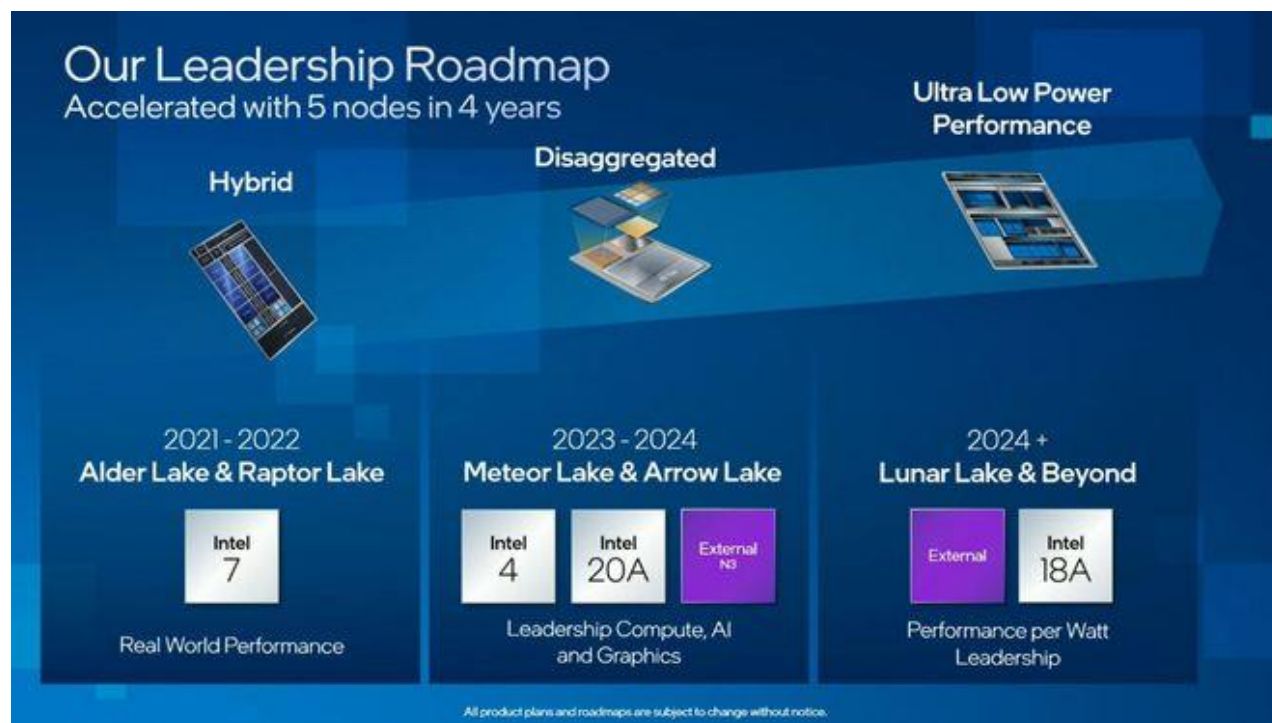 Our Leadership Roadmap
Accelerated with 5 nodes in 4 years
Hybrid
Disaggregated
Ultra Low Power
Performance
2021 - 2022
Alder Lake & Raptor Lake
Intel
7
Real World Performance
2023 - 2024
Meteor Lake & Arrow Lake
Intel
4
Intel
20A
External
N3
Leadership Compute, AI
and Graphics
2024 +
Lunar Lake & Beyond
External
Intel
18A
Performance per Watt
Leadership
All product plans and roadmaps are subject to change without notice.